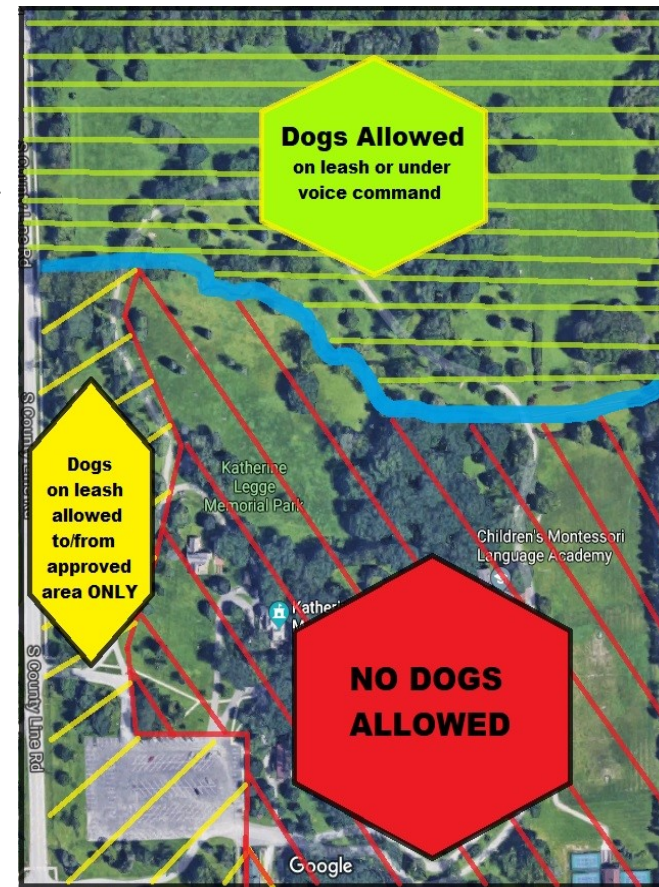 Dogs Allowed
on leash or under
voice command
Dogs
on leash
allowed
to/from
approved
area ONLY
Katherine
Legge
Memorial Park
Children's Montessori
Language Academy
NO DOGS
ALLOWED
S County Line Rd
Google